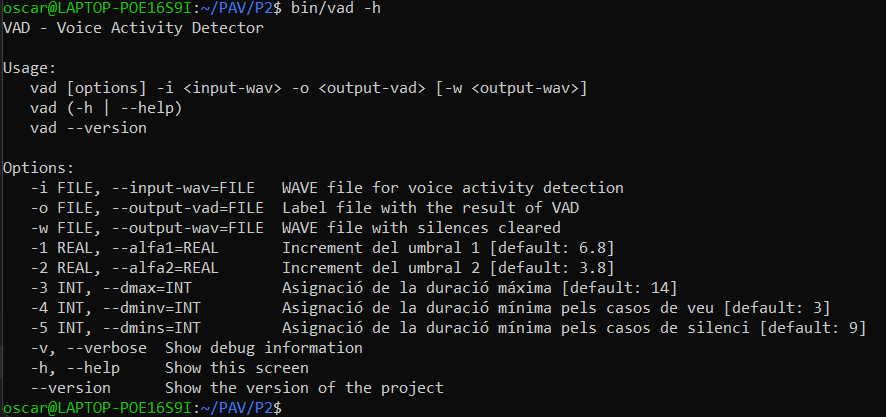 oscar@LAPTOP-POE16S9I:~/PAV/P2$ bin/vad -h
VAD - Voice Activity Detector

Usage:
   vad [options] -i <input-wav> -o <output-vad> [-w <output-wav>]
   vad (-h | --help)
   vad --version

Options:
   -i FILE, --input-wav=FILE   WAVE file for voice activity detection
   -o FILE, --output-vad=FILE  Label file with the result of VAD
   -w FILE, --output-wav=FILE  WAVE file with silences cleared
   -1 REAL, --alfa1=REAL       Increment del umbral 1 [default: 6.8]
   -2 REAL, --alfa2=REAL       Increment del umbral 2 [default: 3.8]
   -3 INT, --dmax=INT          Asignació de la duració máxima [default: 14]
   -4 INT, --dminv=INT         Asignació de la duració mínima pels casos de veu [default: 3]
   -5 INT, --dmins=INT         Asignació de la duració mínima pels casos de silenci [default: 9]
   -v, --verbose  Show debug information
   -h, --help     Show this screen
   --version      Show the version of the project
oscar@LAPTOP-POE16S9I:~/PAV/P2$